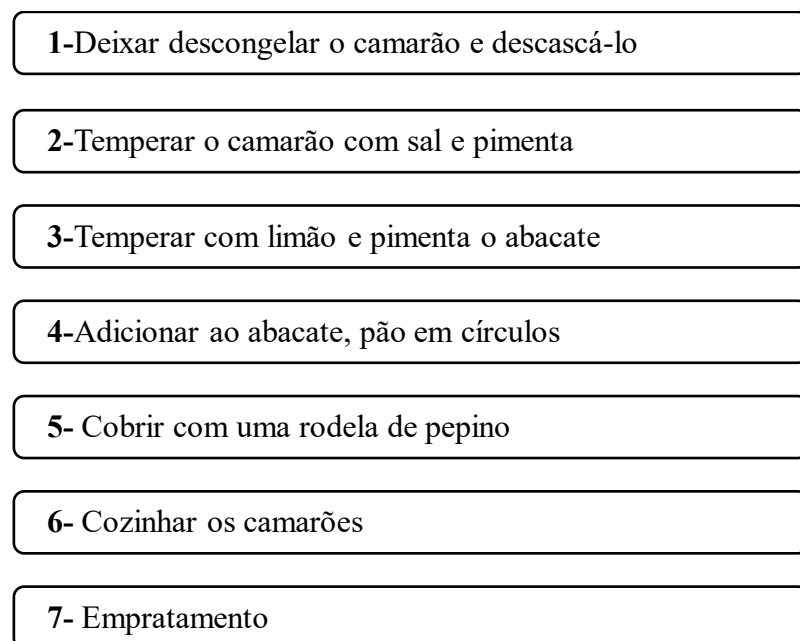 1-Deixar descongelar o camarão e descascá-lo
2-Temperar o camarão com sal e pimenta
3-Temperar com limão e pimenta o abacate
4-Adicionar ao abacate, pão em círculos
5- Cobrir com uma rodela de pepino
6- Cozinhar os camarões
7- Empratamento